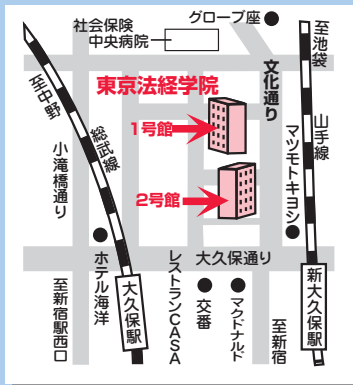 グローブ座
社会保険
中央病院
至池袋
東京法経学院
文化通り
至中野
1号館
山手線
総武線
小滝橋通り
マツモトキヨシ
2号館
大久保通り
ホテル海洋
レストランCASA
交番
マクドナルド
大久保駅
新大久保駅
至新宿駅西口
至新宿